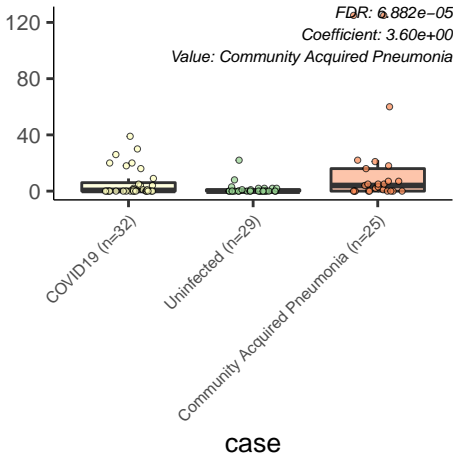 FDR: 6.882e−05
Coefficient: 3.60e+00
Value: Community Acquired Pneumonia
120
80
40
0
COVID19 (n=32)
Uninfected (n=29)
Community Acquired Pneumonia (n=25)
case